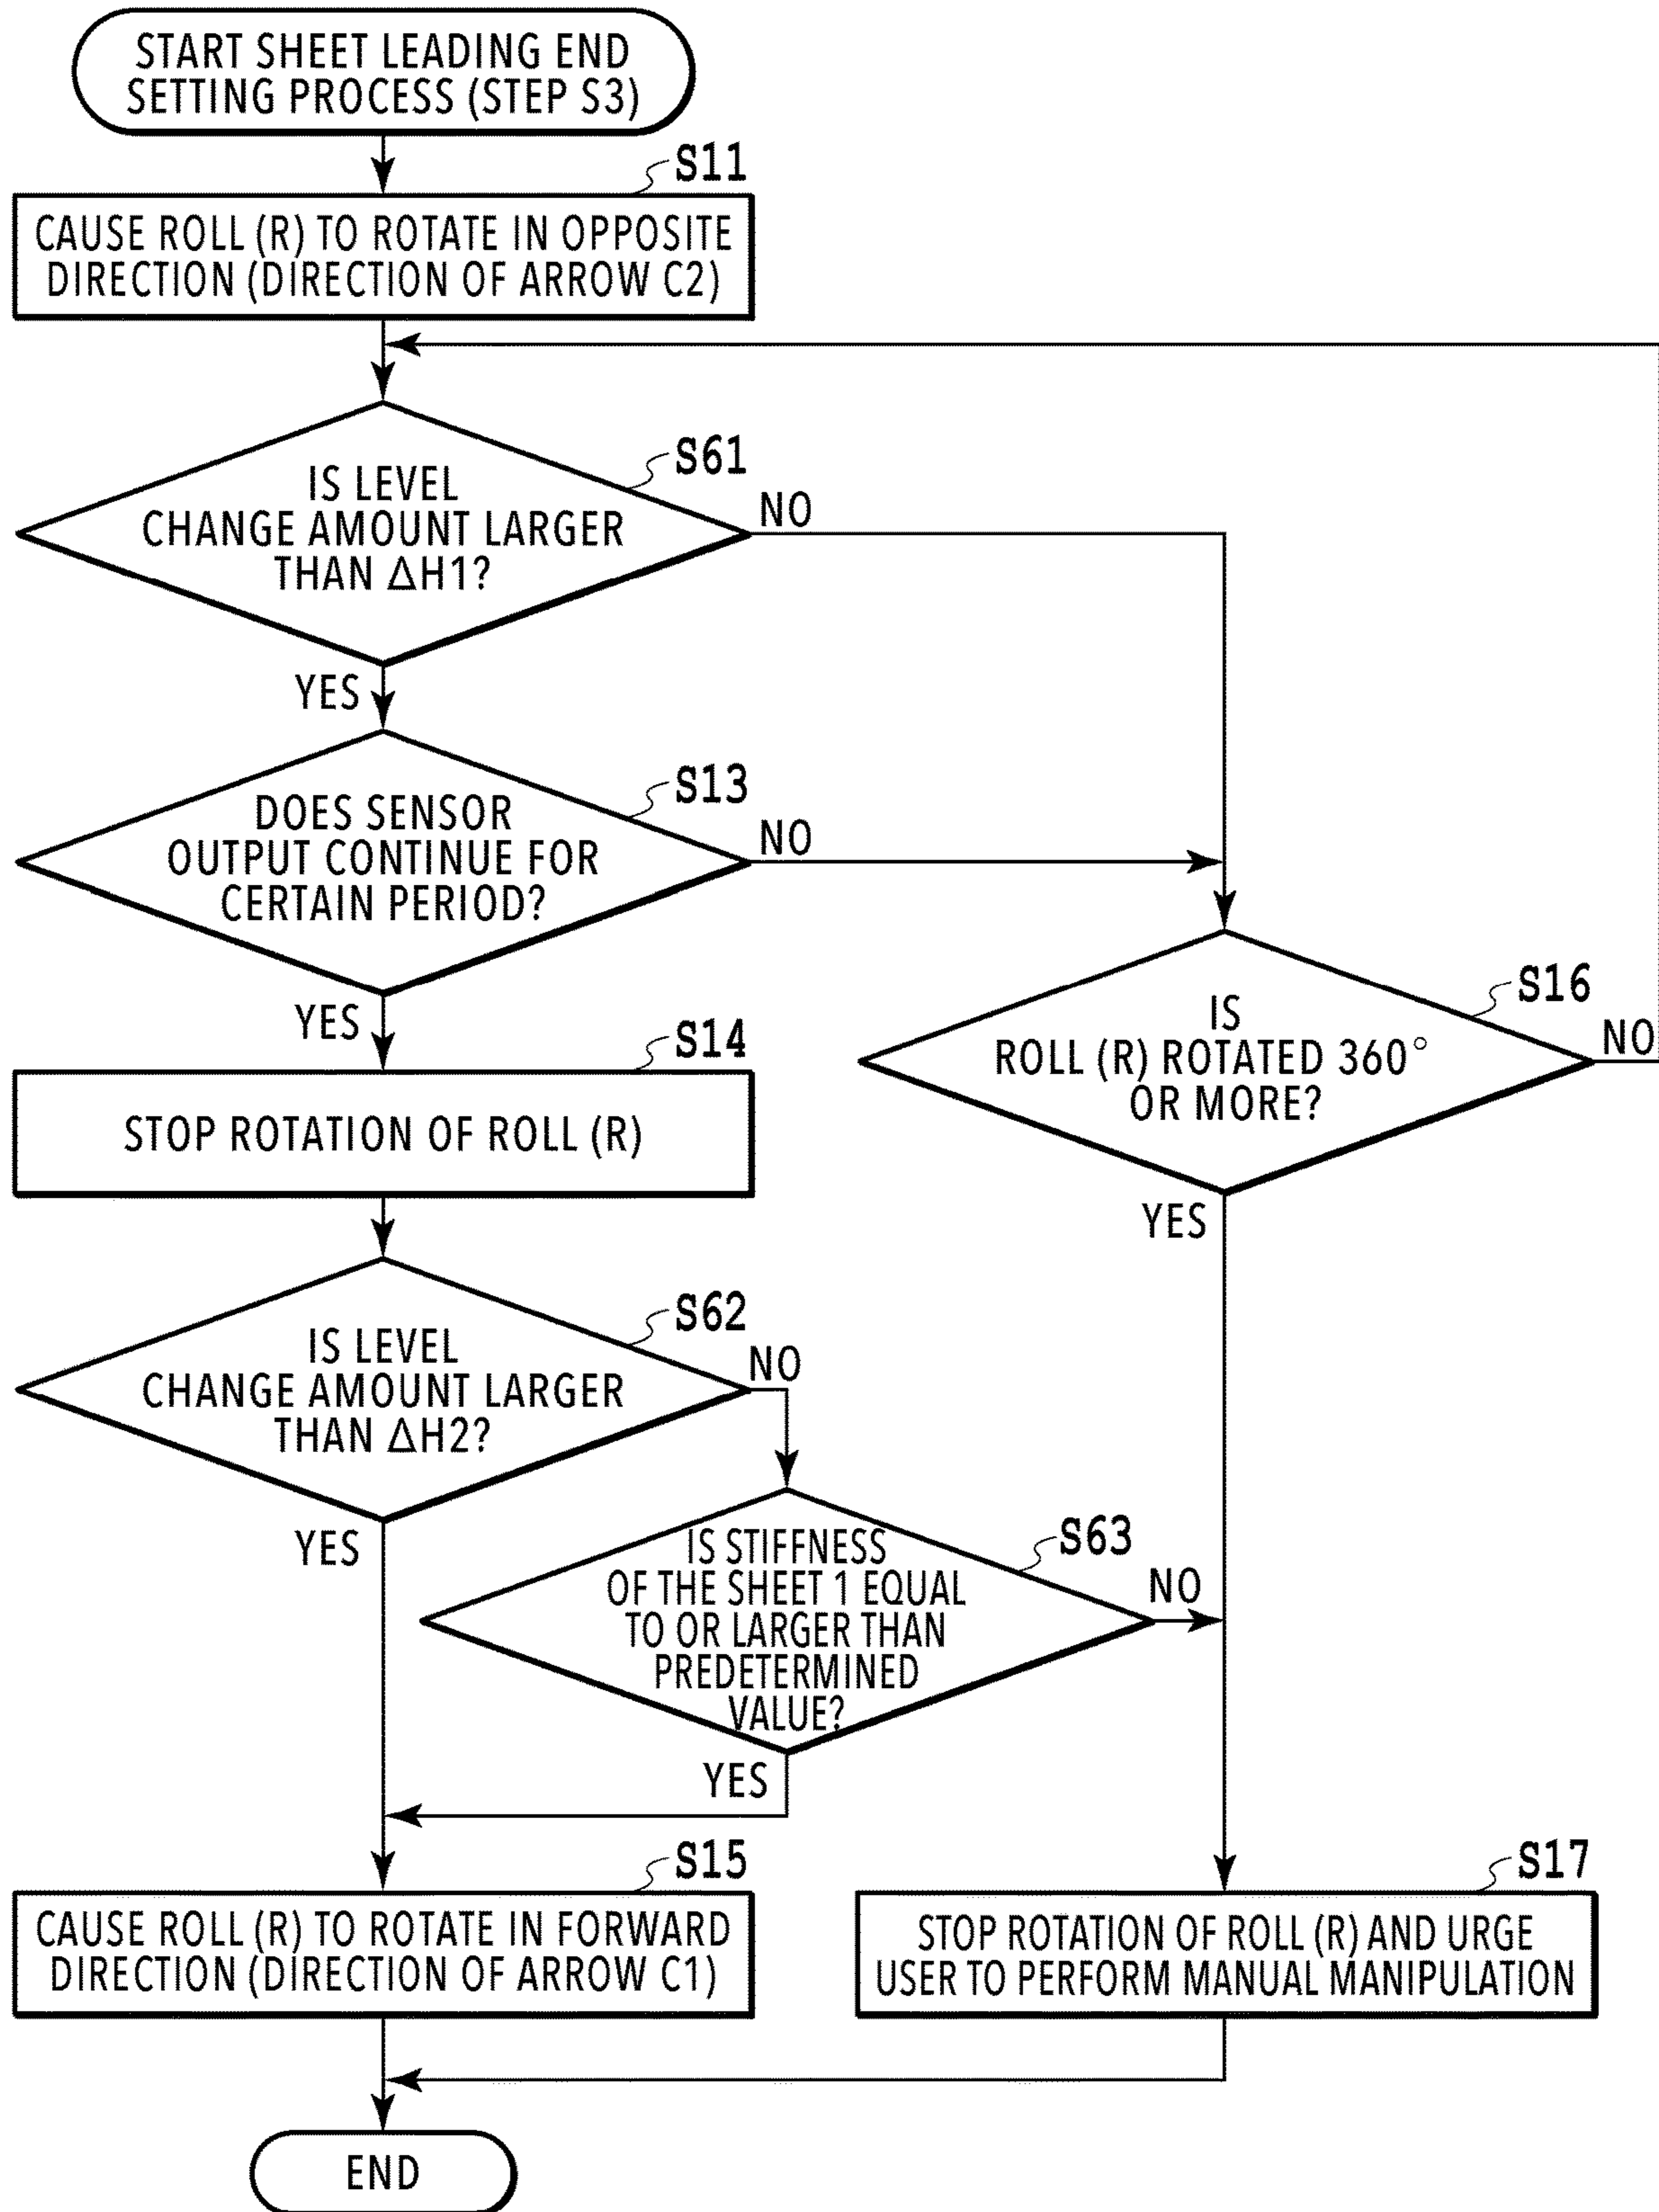 START SHEET LEADING END
SETTING PROCESS (STEP S3)
S11
CAUSE ROLL (R) TO ROTATE IN OPPOSITE
DIRECTION (DIRECTION OF ARROW C2)
S61
IS LEVEL
CHANGE AMOUNT LARGER
THAN ΔH1?
NO
YES
S13
DOES SENSOR
OUTPUT CONTINUE FOR
CERTAIN PERIOD?
NO
YES
S16
IS
ROLL (R) ROTATED 360°
OR MORE?
NO
YES
S14
STOP ROTATION OF ROLL (R)
S62
IS LEVEL
CHANGE AMOUNT LARGER
THAN ΔH2?
NO
YES
S63
IS STIFFNESS
OF THE SHEET 1 EQUAL
TO OR LARGER THAN
PREDETERMINED
VALUE?
NO
YES
S15
CAUSE ROLL (R) TO ROTATE IN FORWARD
DIRECTION (DIRECTION OF ARROW C1)
S17
STOP ROTATION OF ROLL (R) AND URGE
USER TO PERFORM MANUAL MANIPULATION
END